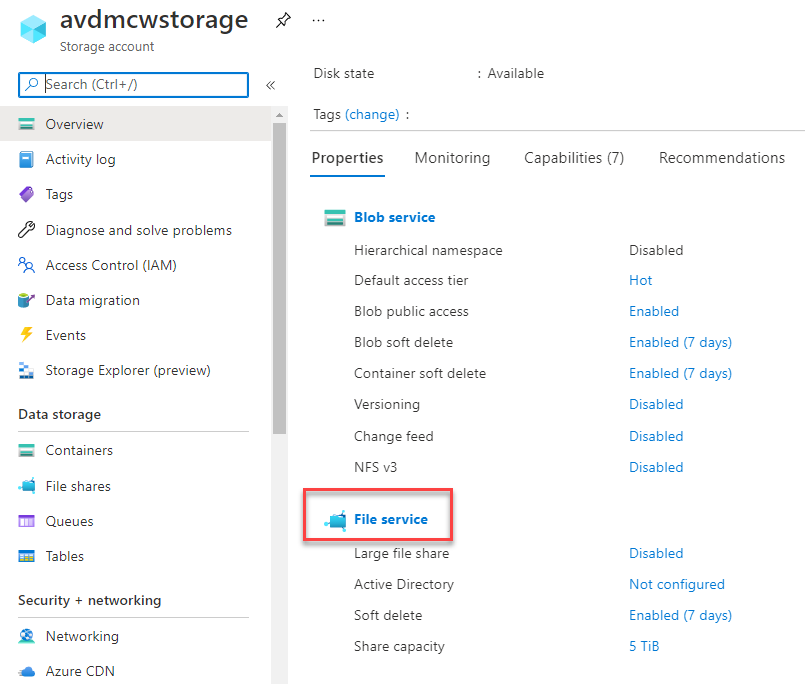 avdmcwstorage
...
Storage account
Search (Ctrl+/)
«
Overview
Activity log
Tags
Diagnose and solve problems
Access Control (IAM)
Data migration
Events
Storage Explorer (preview)
Data storage
Containers
File shares
Queues
Tables
Security + networking
Networking
Azure CDN
Disk state : Available
Tags (change) :
Properties Monitoring Capabilities (7) Recommendations
Blob service
Hierarchical namespace Disabled
Default access tier Hot
Blob public access Enabled
Blob soft delete Enabled (7 days)
Container soft delete Enabled (7 days)
Versioning Disabled
Change feed Disabled
NFS v3 Disabled
File service
Large file share Disabled
Active Directory Not configured
Soft delete Enabled (7 days)
Share capacity 5 TiB